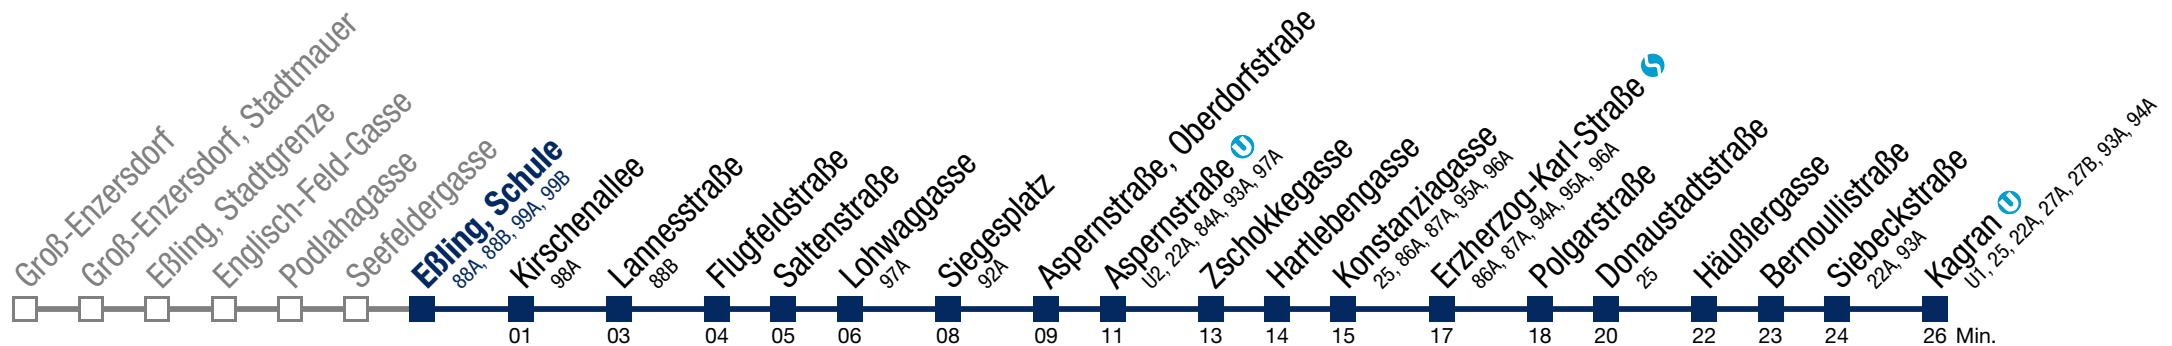 Groß-Enzersdorf
Groß-Enzersdorf, Stadtmauer
Eßling, Stadtgrenze
Englisch-Feld-Gasse
Podlahagasse
Seefeldergasse
Eßling, Schule
88A, 88B, 99A, 99B
Kirschenallee
98A
Lannesstraße
88B
Flugfeldstraße
Saltenstraße
Lohwaggasse
97A
Siegesplatz
92A
Aspernstraße, Oberdorfstraße
Aspernstraße U
U2, 22A, 84A, 93A, 97A
Zschokkegasse
Hartlebengasse
Konstanziagasse
25, 86A, 87A, 95A, 96A
Erzherzog-Karl-Straße S
86A, 87A, 94A, 95A, 96A
Polgarstraße
Donaustadtstraße
25
Häußlergasse
Bernoullistraße
Siebeckstraße
22A, 93A
Kagran U
U1, 25, 22A, 27A, 27B, 93A, 94A
01 03 04 05 06 08 09 11 13 14 15 17 18 20 22 23 24 26 Min.